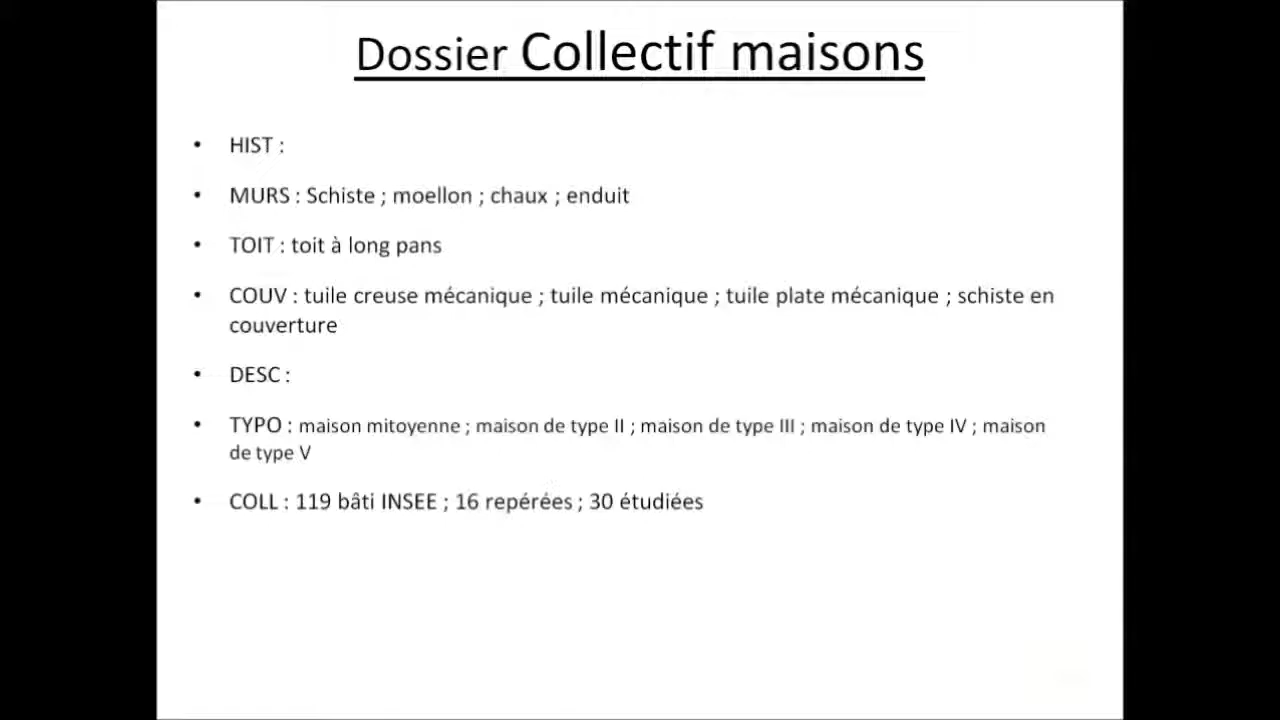 Dossier Collectif maisons
• HIST :
• MURS : Schiste ; moellon ; chaux ; enduit
• TOIT : toit à long pans
• COUV : tuile creuse mécanique ; tuile mécanique ; tuile plate mécanique ; schiste en
couverture
• DESC :
• TYPO : maison mitoyenne ; maison de type II ; maison de type III ; maison de type IV ; maison
de type V
• COLL : 119 bâti INSEE ; 16 repérées ; 30 étudiées